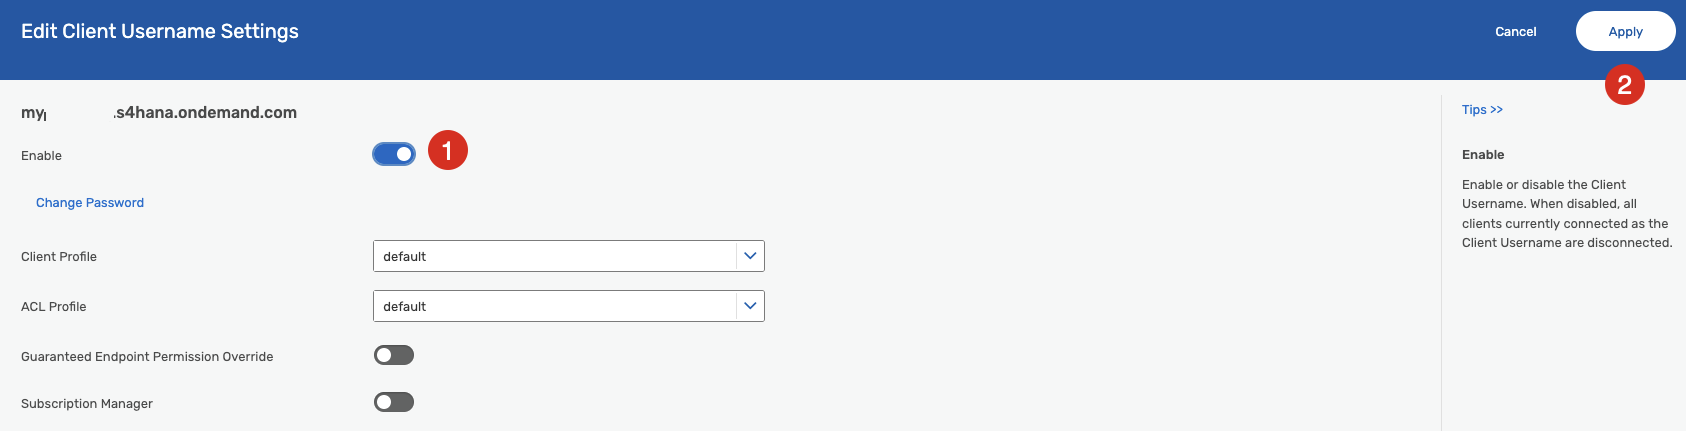 Edit Client Username Settings
Cancel
Apply
2
my .s4hana.ondemand.com
Enable
1
Change Password
Client Profile
default
ACL Profile
default
Guaranteed Endpoint Permission Override
Subscription Manager
Tips >>
Enable
Enable or disable the Client
Username. When disabled, all
clients currently connected as the
Client Username are disconnected.